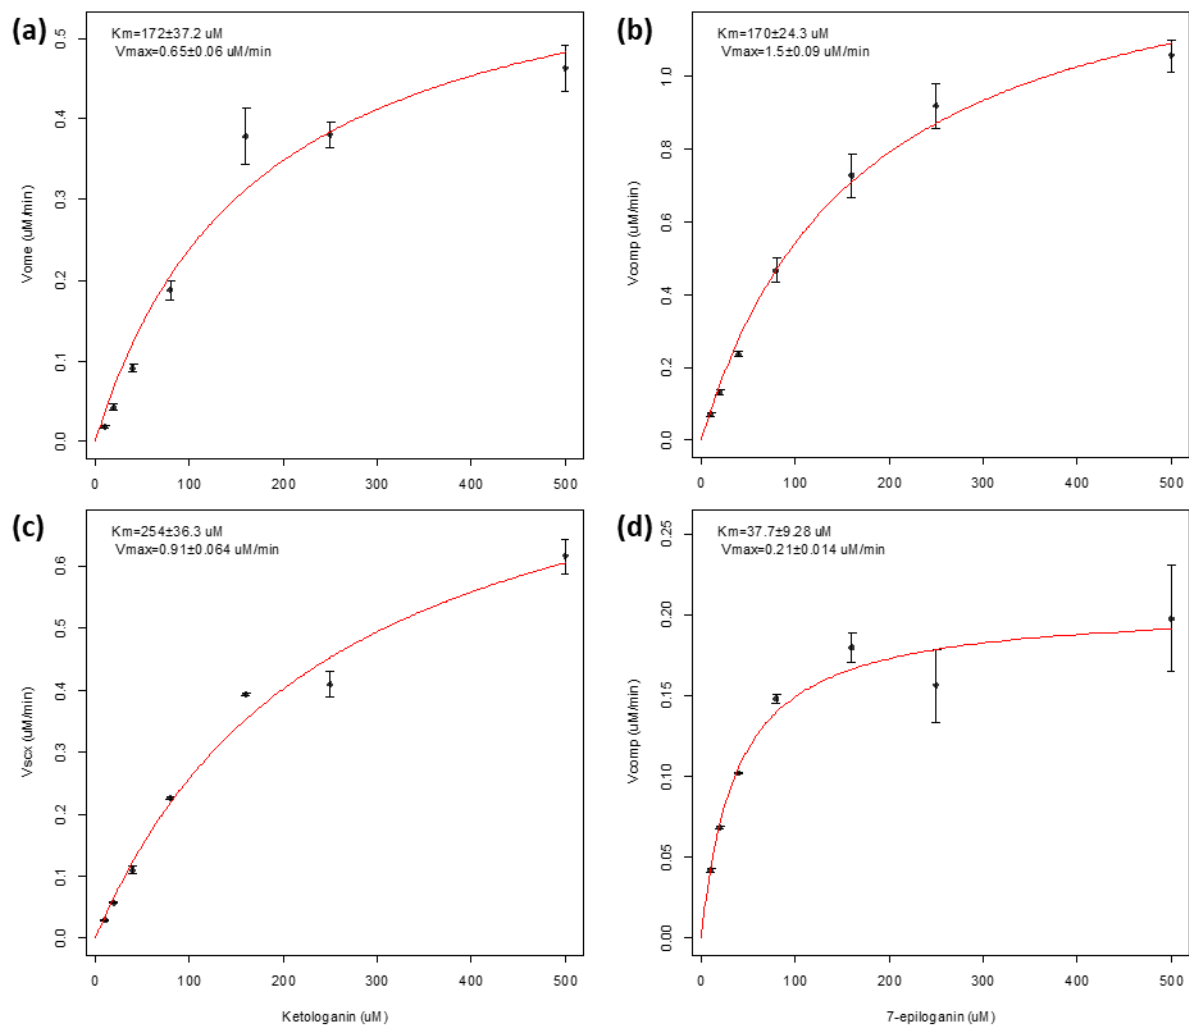 (a)
Km=172±37.2 uM
Vmax=0.65±0.06 uM/min
Vome (uM/min)
0.0
0.1
0.2
0.3
0.4
0.5
0 100 200 300 400 500
(b)
Km=170±24.3 uM
Vmax=1.5±0.09 uM/min
Vcomp (uM/min)
0.0
0.2
0.4
0.6
0.8
1.0
0 100 200 300 400 500
(c)
Km=254±36.3 uM
Vmax=0.91±0.064 uM/min
Vscx (uM/min)
0.0
0.1
0.2
0.3
0.4
0.5
0.6
0 100 200 300 400 500
Ketologanin (uM)
(d)
Km=37.7±9.28 uM
Vmax=0.21±0.014 uM/min
Vcomp (uM/min)
0.00
0.05
0.10
0.15
0.20
0.25
0 100 200 300 400 500
7-epiloganin (uM)